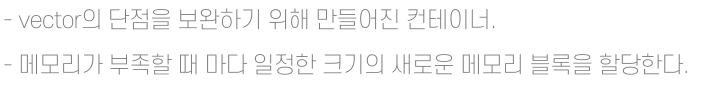 - vector의 단점을 보완하기 위해 만들어진 컨테이너.
- 메모리가 부족할 때 마다 일정한 크기의 새로운 메모리 블록을 할당한다.